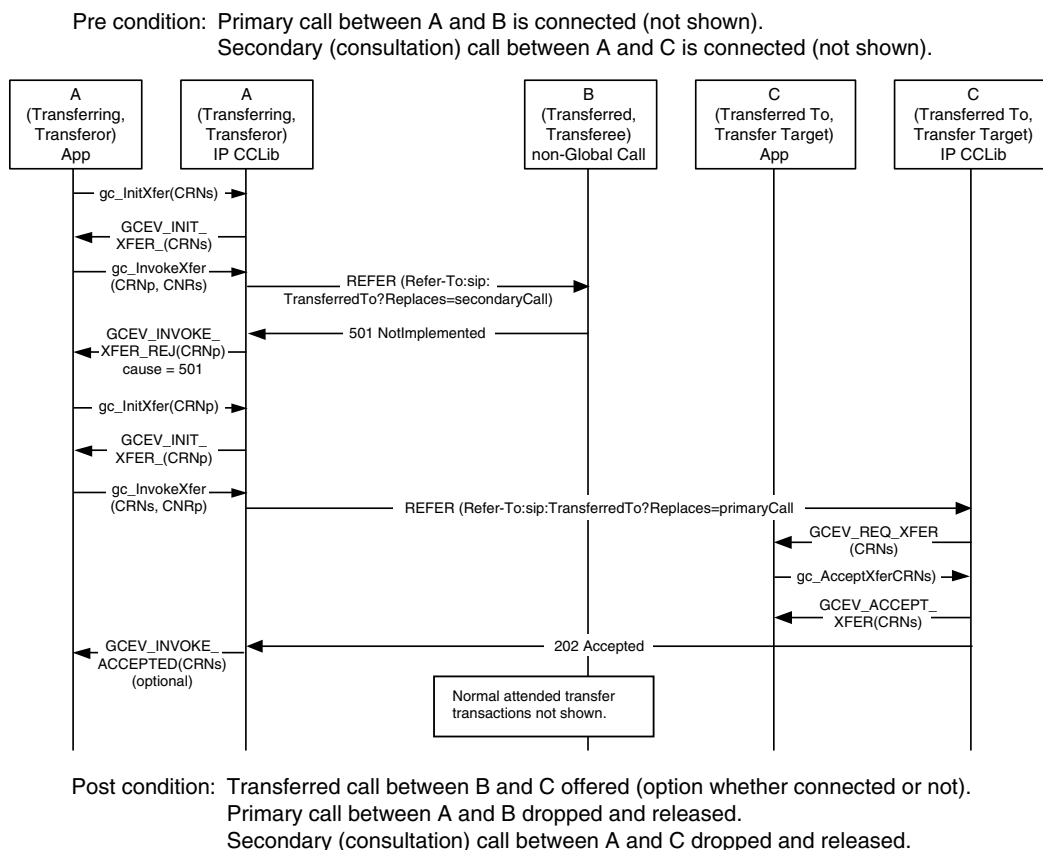 Pre condition: Primary call between A and B is connected (not shown).
Secondary (consultation) call between A and C is connected (not shown).
A
(Transferring,
Transferor)
App
A
(Transferring,
Transferor)
IP CCLib
B
(Transferred,
Transferee)
non-Global Call
C
(Transferred To,
Transfer Target)
App
C
(Transferred To,
Transfer Target)
IP CCLib
gc_InitXfer(CRNs)
GCEV_INIT_
XFER_(CRNs)
gc_InvokeXfer
(CRNp, CNRs)
REFER (Refer-To:sip:
TransferredTo?Replaces=secondaryCall)
501 NotImplemented
GCEV_INVOKE_
XFER_REJ(CRNp)
cause = 501
gc_InitXfer(CRNp)
GCEV_INIT_
XFER_(CRNp)
gc_InvokeXfer
(CRNs, CNRp)
REFER (Refer-To:sip:TransferredTo?Replaces=primaryCall
GCEV_REQ_XFER
(CRNs)
gc_AcceptXferCRNs)
GCEV_ACCEPT_
XFER(CRNs)
202 Accepted
GCEV_INVOKE_
ACCEPTED(CRNs)
(optional)
Normal attended transfer
transactions not shown.
Post condition: Transferred call between B and C offered (option whether connected or not).
Primary call between A and B dropped and released.
Secondary (consultation) call between A and C dropped and released.